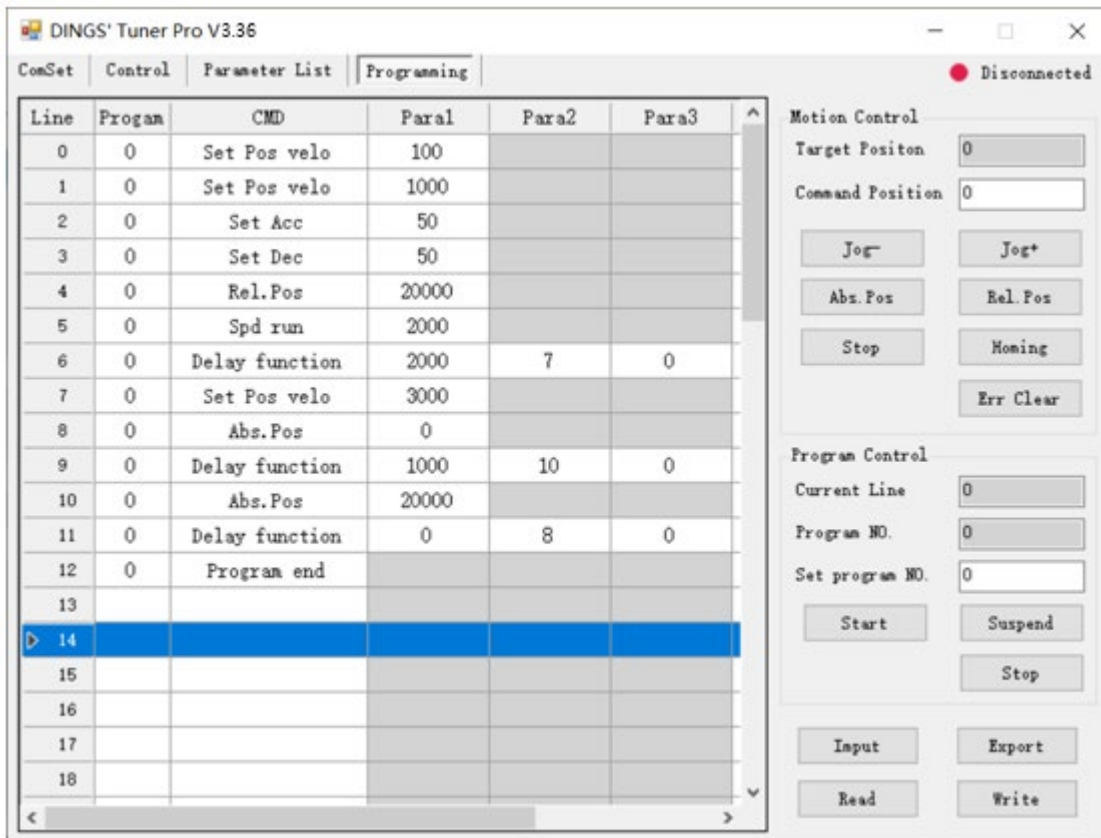 DINGS' Tuner Pro V3.36
ComSet Control Parameter List Programming
Disconnected
Line Progam CMD Para1 Para2 Para3
0 0 Set Pos velo 100
1 0 Set Pos velo 1000
2 0 Set Acc 50
3 0 Set Dec 50
4 0 Rel.Pos 20000
5 0 Spd run 2000
6 0 Delay function 2000 7 0
7 0 Set Pos velo 3000
8 0 Abs.Pos 0
9 0 Delay function 1000 10 0
10 0 Abs.Pos 20000
11 0 Delay function 0 8 0
12 0 Program end
13
14
15
16
17
18
Motion Control
Target Positon 0
Command Position 0
Jog- Jog+
Abs.Pos Rel.Pos
Stop Homing
Err Clear
Program Control
Current Line 0
Program NO. 0
Set program NO. 0
Start Suspend
Stop
Input Export
Read Write